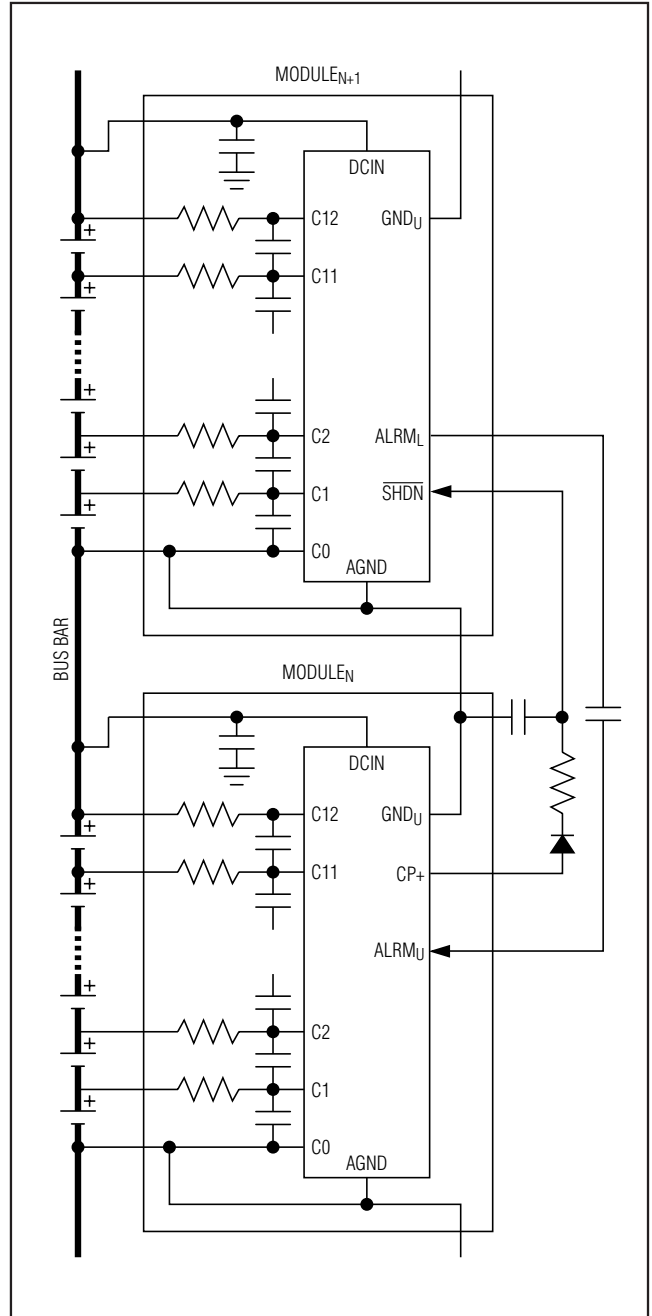 MODULEN+1
DCIN
C12
GNDU
+
C11
+
+
C2
ALRML
+
C1
SHDN
+
C0
AGND
BUS BAR
MODULEN
DCIN
C12
GNDU
+
C11
CP+
+
ALRMU
+
C2
+
C1
+
C0
AGND